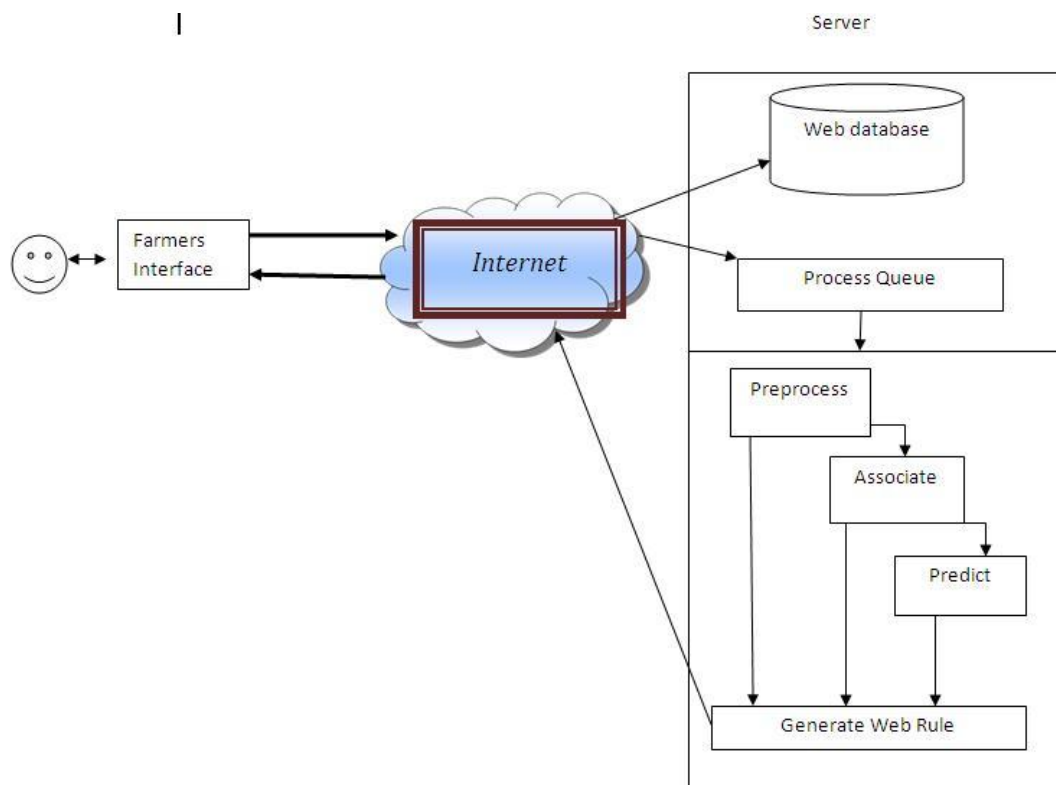 |
Server
Web database
Farmers
Interface
Internet
Process Queue
Preprocess
Associate
Predict
Generate Web Rule